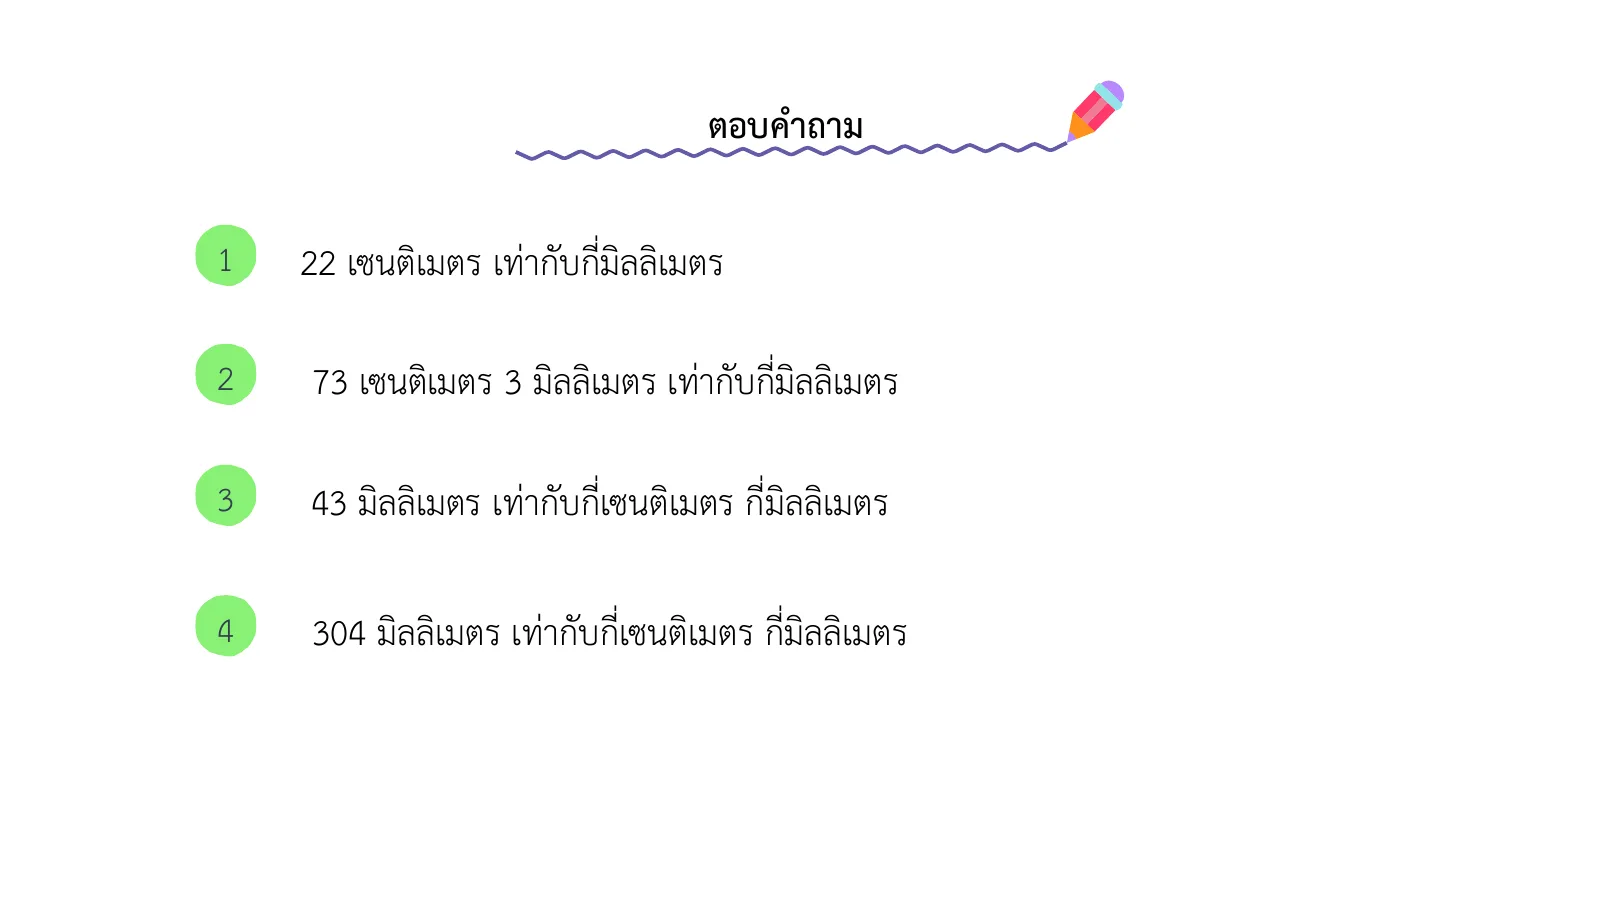 ตอบคำถาม
1 22 เซนติเมตร เท่ากับกี่มิลลิเมตร
2 73 เซนติเมตร 3 มิลลิเมตร เท่ากับกี่มิลลิเมตร
3 43 มิลลิเมตร เท่ากับกี่เซนติเมตร กี่มิลลิเมตร
4 304 มิลลิเมตร เท่ากับกี่เซนติเมตร กี่มิลลิเมตร